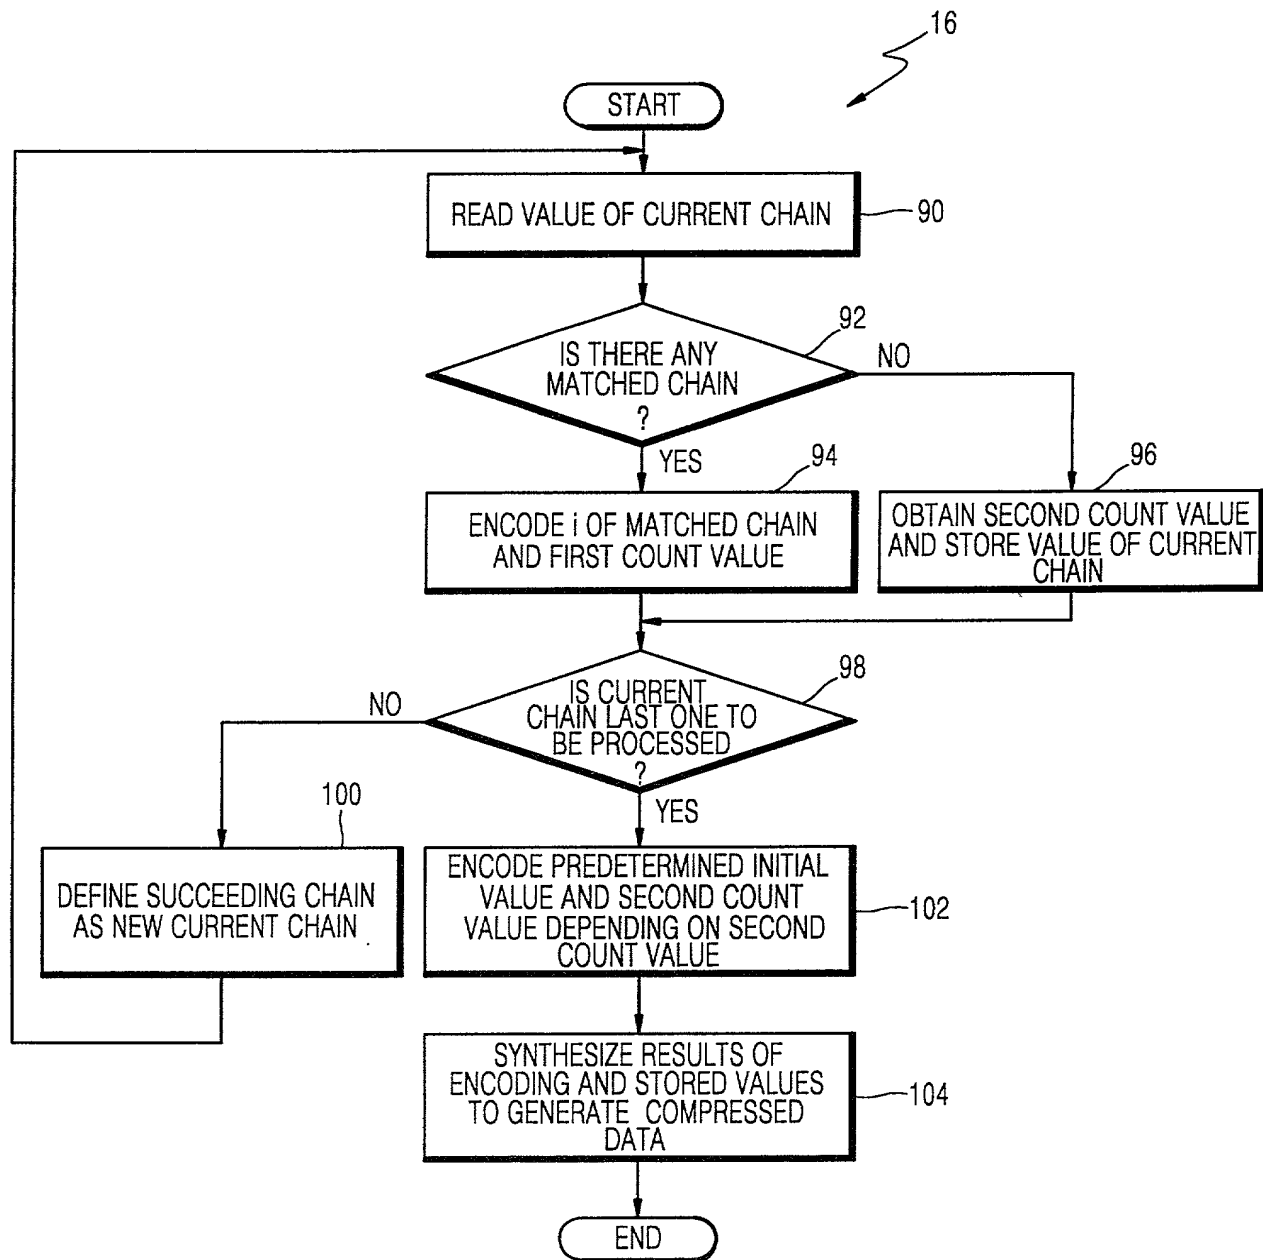 16
START
READ VALUE OF CURRENT CHAIN
90
92
IS THERE ANY
MATCHED CHAIN
?
NO
YES
94
96
ENCODE i OF MATCHED CHAIN
AND FIRST COUNT VALUE
OBTAIN SECOND COUNT VALUE
AND STORE VALUE OF CURRENT
CHAIN
98
IS CURRENT
CHAIN LAST ONE TO
BE PROCESSED
?
NO
YES
100
DEFINE SUCCEEDING CHAIN
AS NEW CURRENT CHAIN
ENCODE PREDETERMINED INITIAL
VALUE AND SECOND COUNT
VALUE DEPENDING ON SECOND
COUNT VALUE
102
SYNTHESIZE RESULTS OF
ENCODING AND STORED VALUES
TO GENERATE COMPRESSED
DATA
104
END